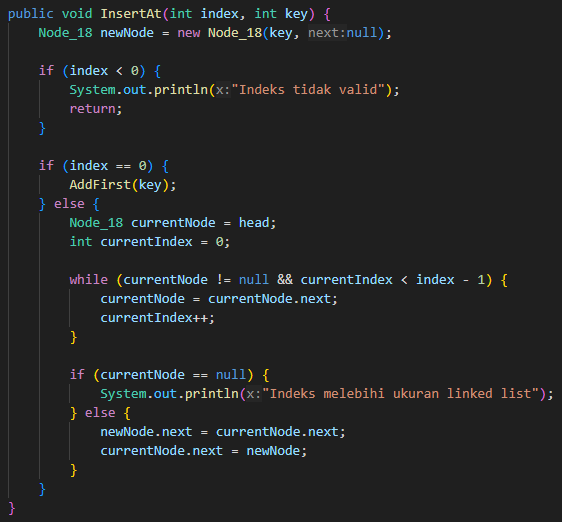 public void InsertAt(int index, int key) {
    Node_18 newNode = new Node_18(key, next:null);

    if (index < 0) {
        System.out.println(x:"Indeks tidak valid");
        return;
    }

    if (index == 0) {
        AddFirst(key);
    } else {
        Node_18 currentNode = head;
        int currentIndex = 0;

        while (currentNode != null && currentIndex < index - 1) {
            currentNode = currentNode.next;
            currentIndex++;
        }

        if (currentNode == null) {
            System.out.println(x:"Indeks melebihi ukuran linked list");
        } else {
            newNode.next = currentNode.next;
            currentNode.next = newNode;
        }
    }
}